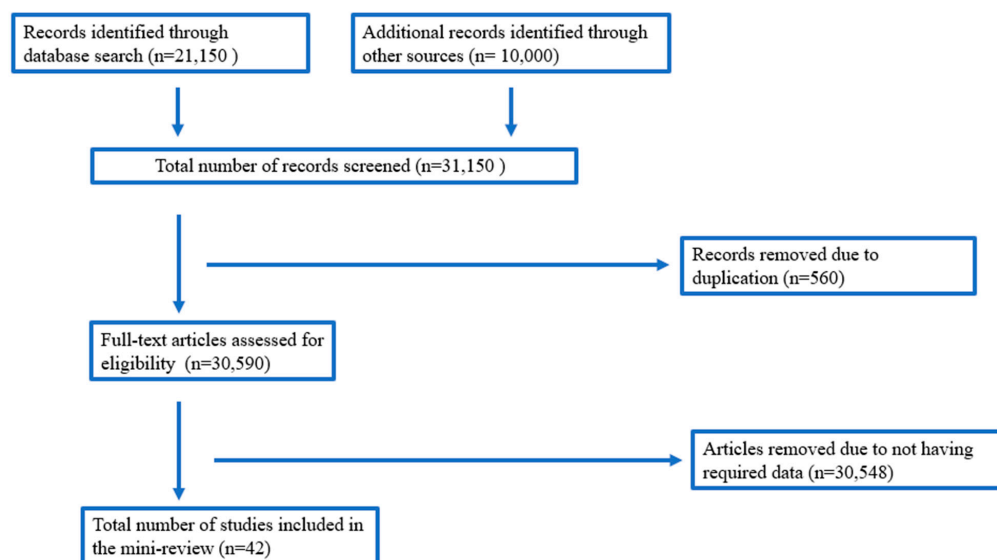 Records identified through
database search (n=21,150 )
Additional records identified through
other sources (n= 10,000)
Total number of records screened (n=31,150 )
Records removed due to
duplication (n=560)
Full-text articles assessed for
eligibility  (n=30,590)
Articles removed due to not having
required data (n=30,548)
Total number of studies included in
the mini-review (n=42)